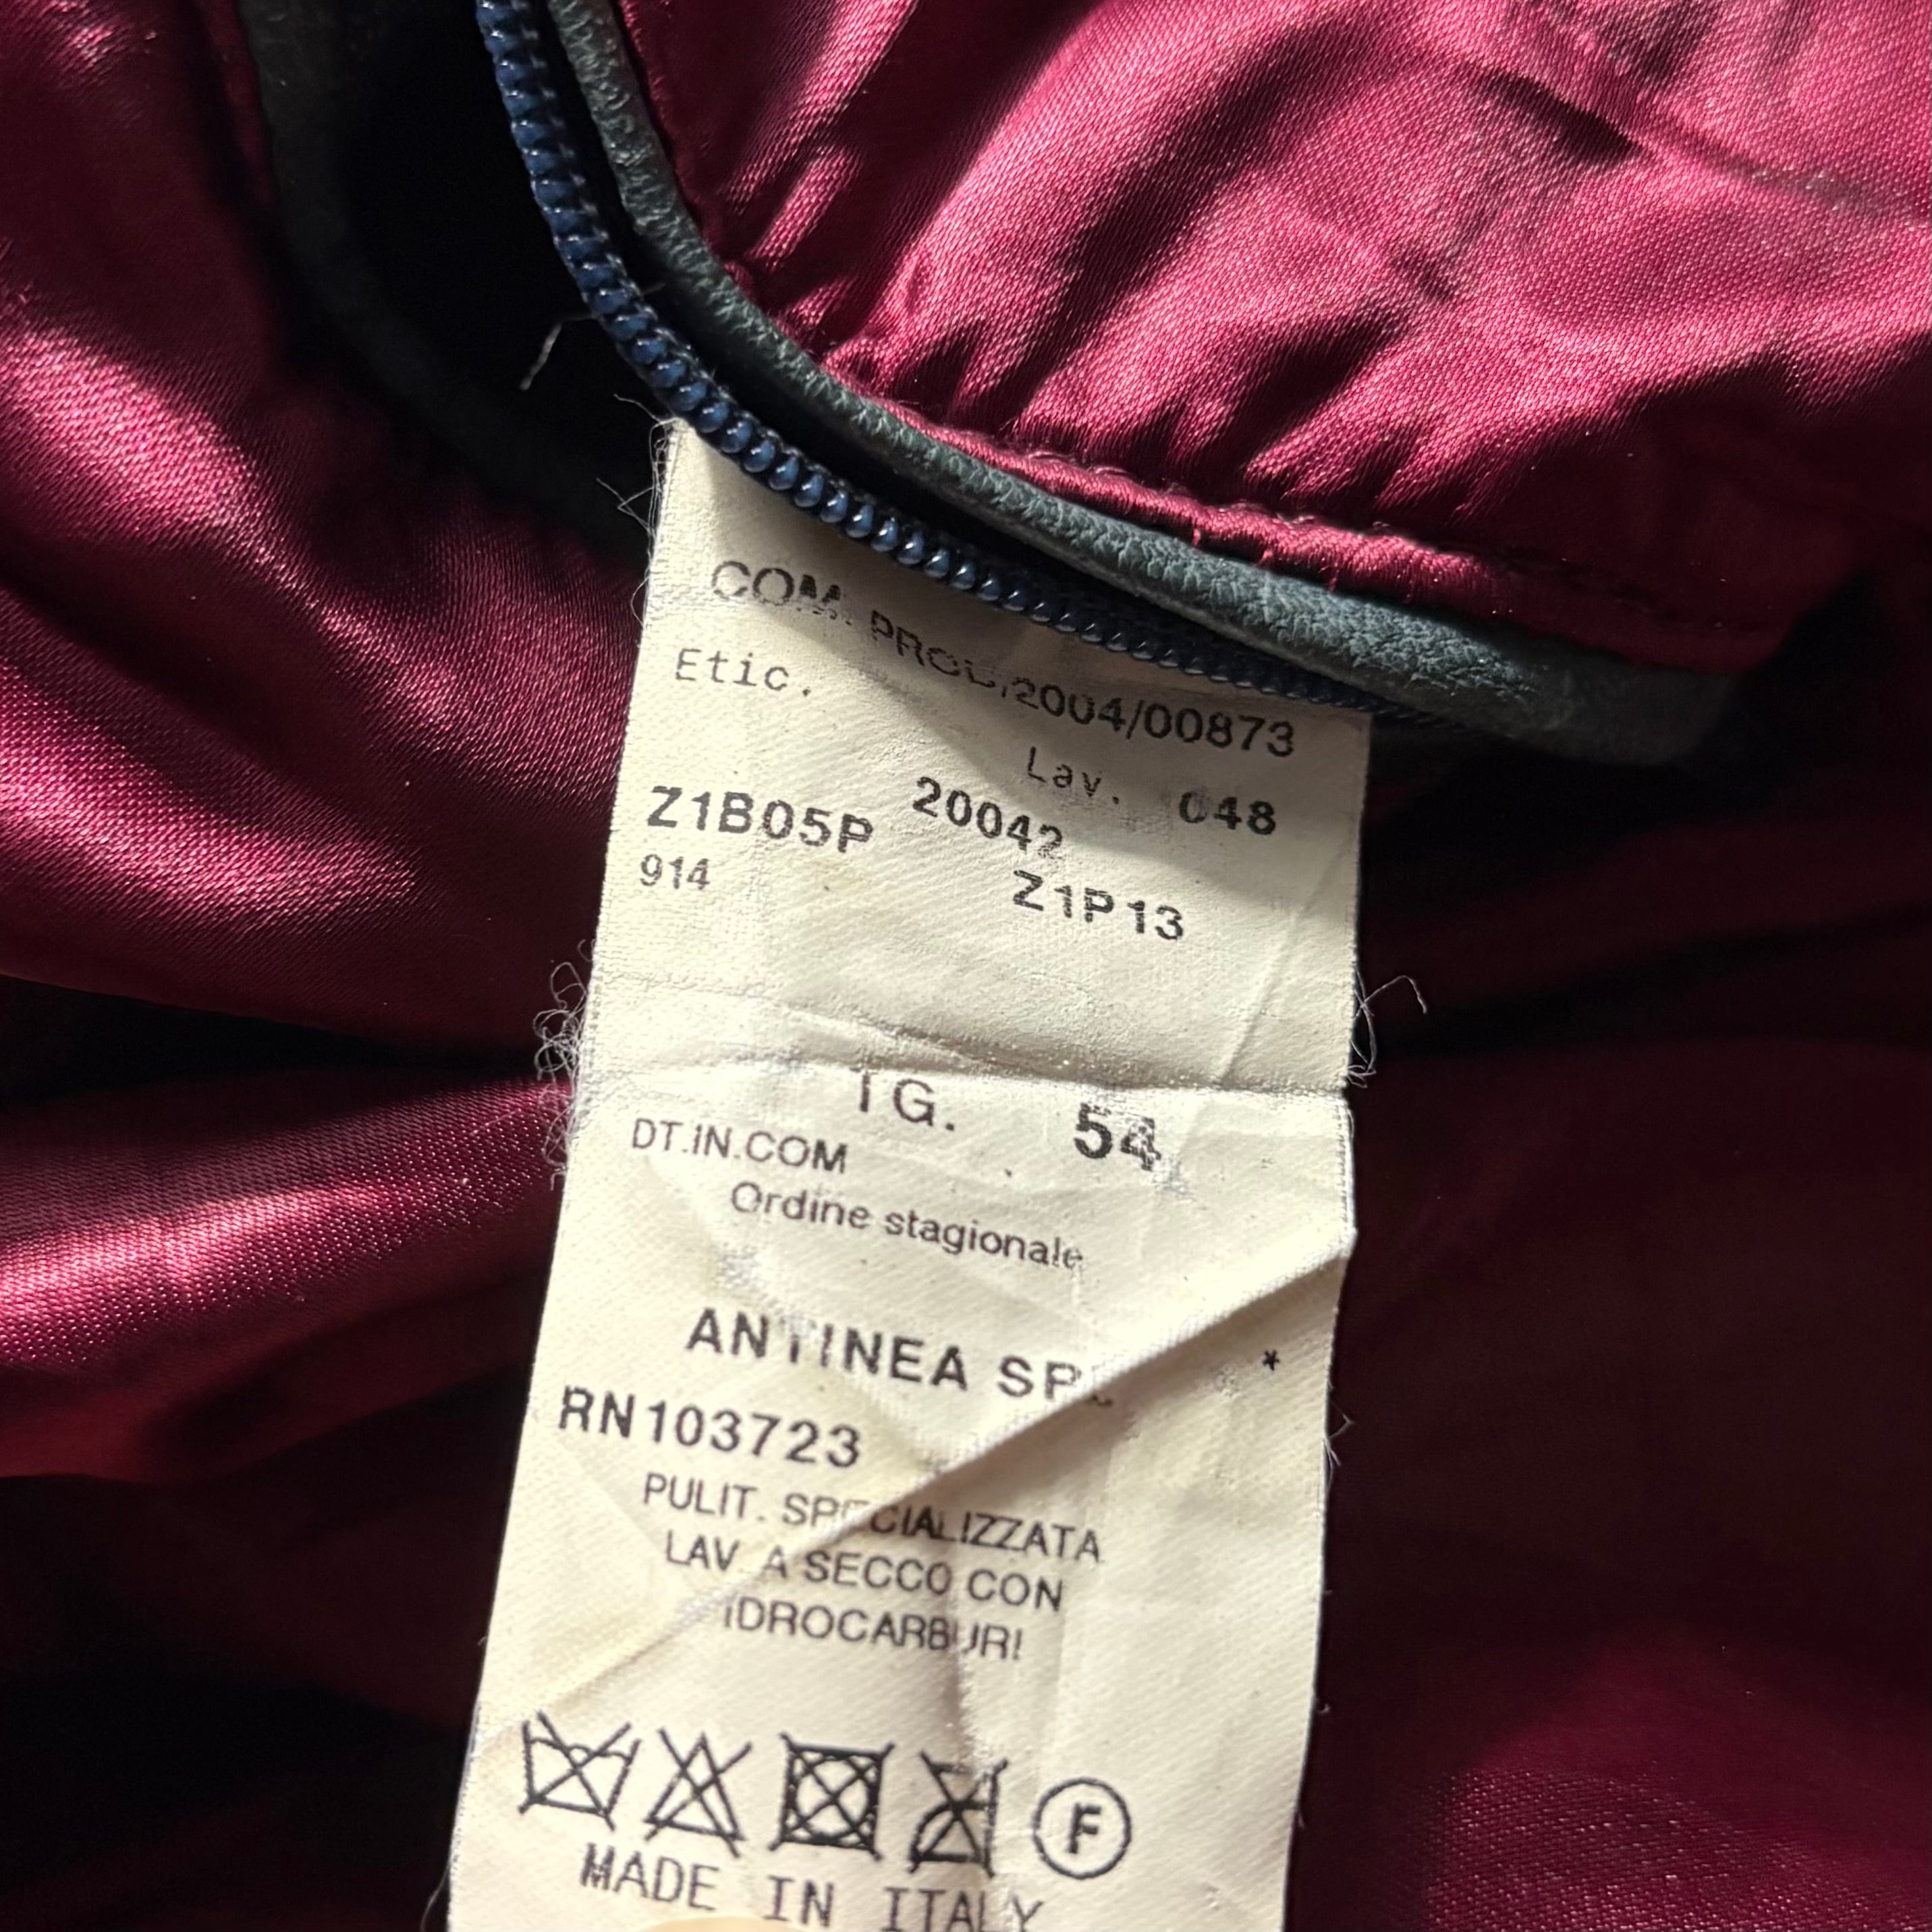 COM. PROD.2004/00873
Etic. Lav. 048
Z1B05P 20042
914 Z1P13
TG. 54
DT.IN.COM
Ordine stagionale
ANTINEA SRL
*
RN103723
PULIT. SPECIALIZZATA
LAV A SECCO CON
IDROCARBURI
F
MADE IN ITALY